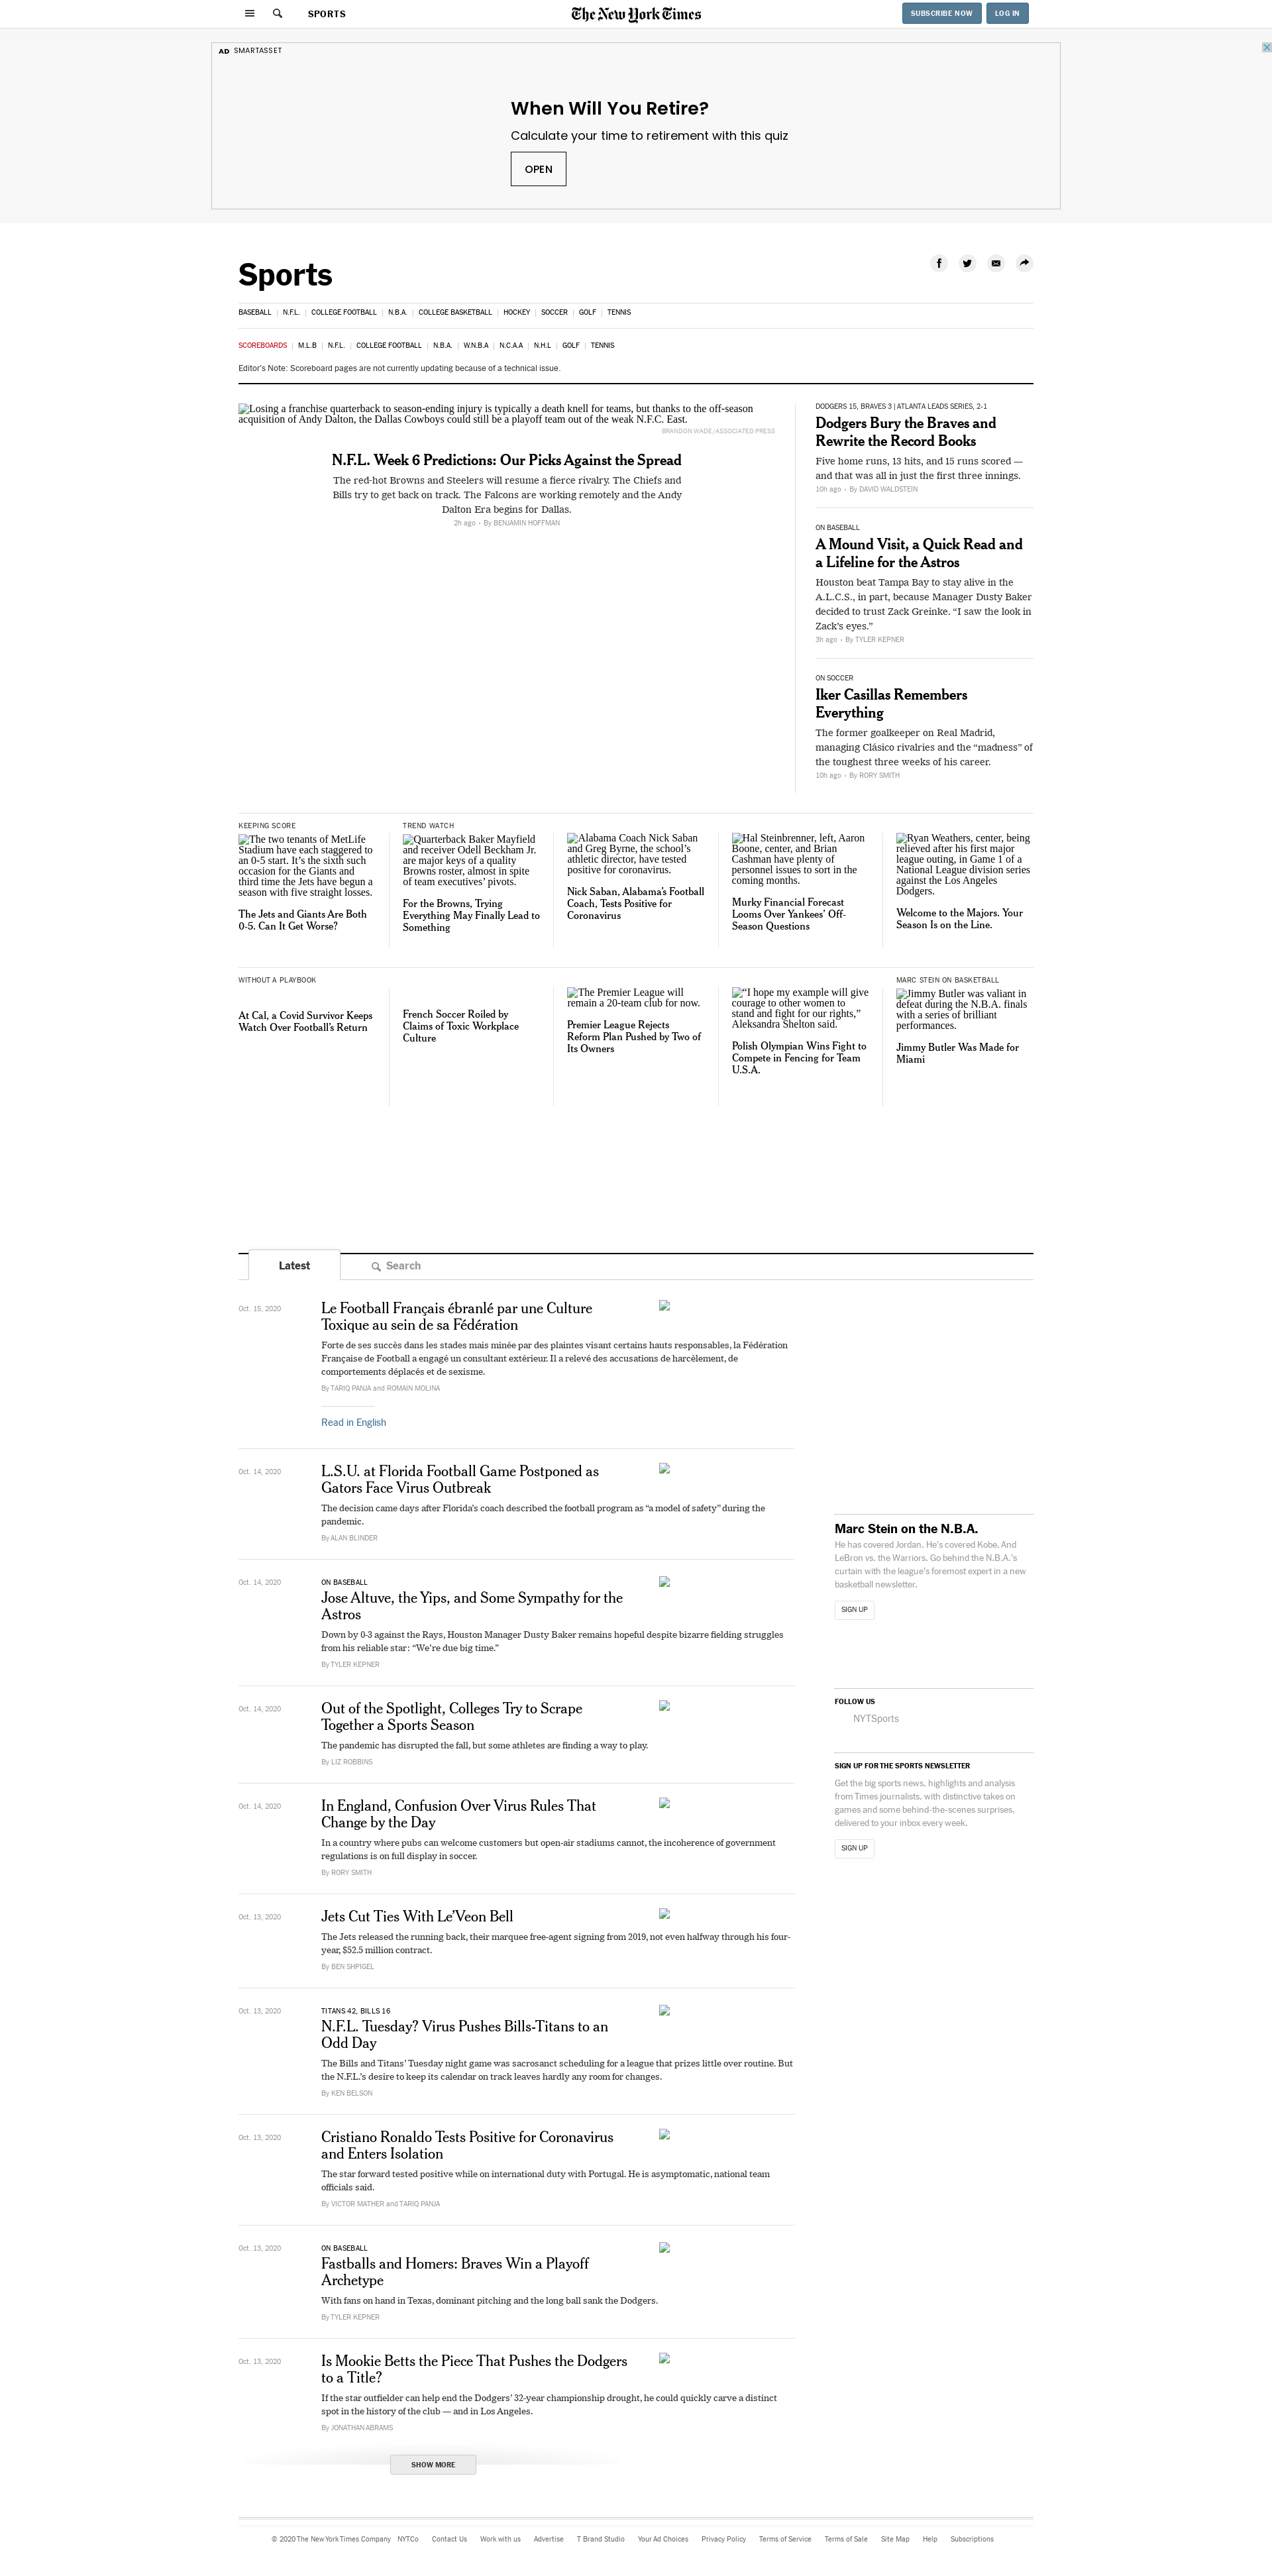 SPORTS
The New York Times
SUBSCRIBE NOW
LOG IN
AD SMARTASSET
When Will You Retire?
Calculate your time to retirement with this quiz
OPEN
Sports
BASEBALL | N.F.L. | COLLEGE FOOTBALL | N.B.A. | COLLEGE BASKETBALL | HOCKEY | SOCCER | GOLF | TENNIS
SCOREBOARDS | M.L.B | N.F.L. | COLLEGE FOOTBALL | N.B.A. | W.N.B.A | N.C.A.A | N.H.L | GOLF | TENNIS
Editor's Note: Scoreboard pages are not currently updating because of a technical issue.
Losing a franchise quarterback to season-ending injury is typically a death knell for teams, but thanks to the off-season
acquisition of Andy Dalton, the Dallas Cowboys could still be a playoff team out of the week N.F.C. East.
BRANDON WADE/ASSOCIATED PRESS
N.F.L. Week 6 Predictions: Our Picks Against the Spread
The red-hot Browns and Steelers will resume a fierce rivalry. The Chiefs and
Bills try to get back on track. The Falcons are working remotely and the Andy
Dalton Era begins for Dallas.
2h ago • By BENJAMIN HOFFMAN
DODGERS 15, BRAVES 3 | ATLANTA LEADS SERIES, 2-1
Dodgers Bury the Braves and
Rewrite the Record Books
Five home runs, 13 hits, and 15 runs scored —
and that was all in just the first three innings.
10h ago • By DAVID WALDSTEIN
ON BASEBALL
A Mound Visit, a Quick Read and
a Lifeline for the Astros
Houston beat Tampa Bay to stay alive in the
A.L.C.S., in part, because Manager Dusty Baker
decided to trust Zack Greinke. “I saw the look in
Zack’s eyes.”
3h ago • By TYLER KEPNER
ON SOCCER
Iker Casillas Remembers
Everything
The former goalkeeper on Real Madrid,
managing Clásico rivalries and the “madness” of
the toughest three weeks of his career.
10h ago • By RORY SMITH
KEEPING SCORE
The two tenants of MetLife
Stadium have each staggered to
an 0-5 start. It’s the sixth such
occasion for the Giants and
third time the Jets have begun a
season with five straight losses.
The Jets and Giants Are Both
0-5. Can It Get Worse?
TREND WATCH
Quarterback Baker Mayfield
and receiver Odell Beckham Jr.
are major keys of a quality
Browns roster, almost in spite
of team executives’ pivots.
For the Browns, Trying
Everything May Finally Lead to
Something
Alabama Coach Nick Saban
and Greg Byrne, the school’s
athletic director, have tested
positive for coronavirus.
Nick Saban, Alabama’s Football
Coach, Tests Positive for
Coronavirus
Hal Steinbrenner, left, Aaron
Boone, center, and Brian
Cashman have plenty of
personnel issues to sort in the
coming months.
Murky Financial Forecast
Looms Over Yankees’ Off-
Season Questions
Ryan Weathers, center, being
relieved after his first major
league outing, in Game 1 of a
National League division series
against the Los Angeles
Dodgers.
Welcome to the Majors. Your
Season Is on the Line.
WITHOUT A PLAYBOOK
At Cal, a Covid Survivor Keeps
Watch Over Football’s Return
French Soccer Roiled by
Claims of Toxic Workplace
Culture
The Premier League will
remain a 20-team club for now.
Premier League Rejects
Reform Plan Pushed by Two of
Its Owners
“I hope my example will give
courage to other women to
stand and fight for our rights,”
Aleksandra Shelton said.
Polish Olympian Wins Fight to
Compete in Fencing for Team
U.S.A.
MARC STEIN ON BASKETBALL
Jimmy Butler was valiant in
defeat during the N.B.A. finals
with a series of brilliant
performances.
Jimmy Butler Was Made for
Miami
Latest
Search
Oct. 15, 2020
Le Football Français ébranlé par une Culture
Toxique au sein de sa Fédération
Forte de ses succès dans les stades mais minée par des plaintes visant certains hauts responsables, la Fédération
Française de Football a engagé un consultant extérieur. Il a relevé des accusations de harcèlement, de
comportements déplacés et de sexisme.
By TARIQ PANJA and ROMAIN MOLINA
Read in English
Oct. 14, 2020
L.S.U. at Florida Football Game Postponed as
Gators Face Virus Outbreak
The decision came days after Florida’s coach described the football program as “a model of safety” during the
pandemic.
By ALAN BLINDER
Oct. 14, 2020
ON BASEBALL
Jose Altuve, the Yips, and Some Sympathy for the
Astros
Down by 0-3 against the Rays, Houston Manager Dusty Baker remains hopeful despite bizarre fielding struggles
from his reliable star: “We’re due big time.”
By TYLER KEPNER
Oct. 14, 2020
Out of the Spotlight, Colleges Try to Scrape
Together a Sports Season
The pandemic has disrupted the fall, but some athletes are finding a way to play.
By LIZ ROBBINS
Oct. 14, 2020
In England, Confusion Over Virus Rules That
Change by the Day
In a country where pubs can welcome customers but open-air stadiums cannot, the incoherence of government
regulations is on full display in soccer.
By RORY SMITH
Oct. 13, 2020
Jets Cut Ties With Le’Veon Bell
The Jets released the running back, their marquee free-agent signing from 2019, not even halfway through his four-
year, $52.5 million contract.
By BEN SHPIGEL
Oct. 13, 2020
TITANS 42, BILLS 16
N.F.L. Tuesday? Virus Pushes Bills-Titans to an
Odd Day
The Bills and Titans’ Tuesday night game was sacrosanct scheduling for a league that prizes little over routine. But
the N.F.L.’s desire to keep its calendar on track leaves hardly any room for changes.
By KEN BELSON
Oct. 13, 2020
Cristiano Ronaldo Tests Positive for Coronavirus
and Enters Isolation
The star forward tested positive while on international duty with Portugal. He is asymptomatic, national team
officials said.
By VICTOR MATHER and TARIQ PANJA
Oct. 13, 2020
ON BASEBALL
Fastballs and Homers: Braves Win a Playoff
Archetype
With fans on hand in Texas, dominant pitching and the long ball sank the Dodgers.
By TYLER KEPNER
Oct. 13, 2020
Is Mookie Betts the Piece That Pushes the Dodgers
to a Title?
If the star outfielder can help end the Dodgers’ 32-year championship drought, he could quickly carve a distinct
spot in the history of the club — and in Los Angeles.
By JONATHAN ABRAMS
SHOW MORE
Marc Stein on the N.B.A.
He has covered Jordan. He’s covered Kobe. And
LeBron vs. the Warriors. Go behind the N.B.A.’s
curtain with the league’s foremost expert in a new
basketball newsletter.
SIGN UP
FOLLOW US
NYTSports
SIGN UP FOR THE SPORTS NEWSLETTER
Get the big sports news, highlights and analysis
from Times journalists, with distinctive takes on
games and some behind-the-scenes surprises,
delivered to your inbox every week.
SIGN UP
© 2020 The New York Times Company NYTCo Contact Us Work with us Advertise T Brand Studio Your Ad Choices Privacy Policy Terms of Service Terms of Sale Site Map Help Subscriptions